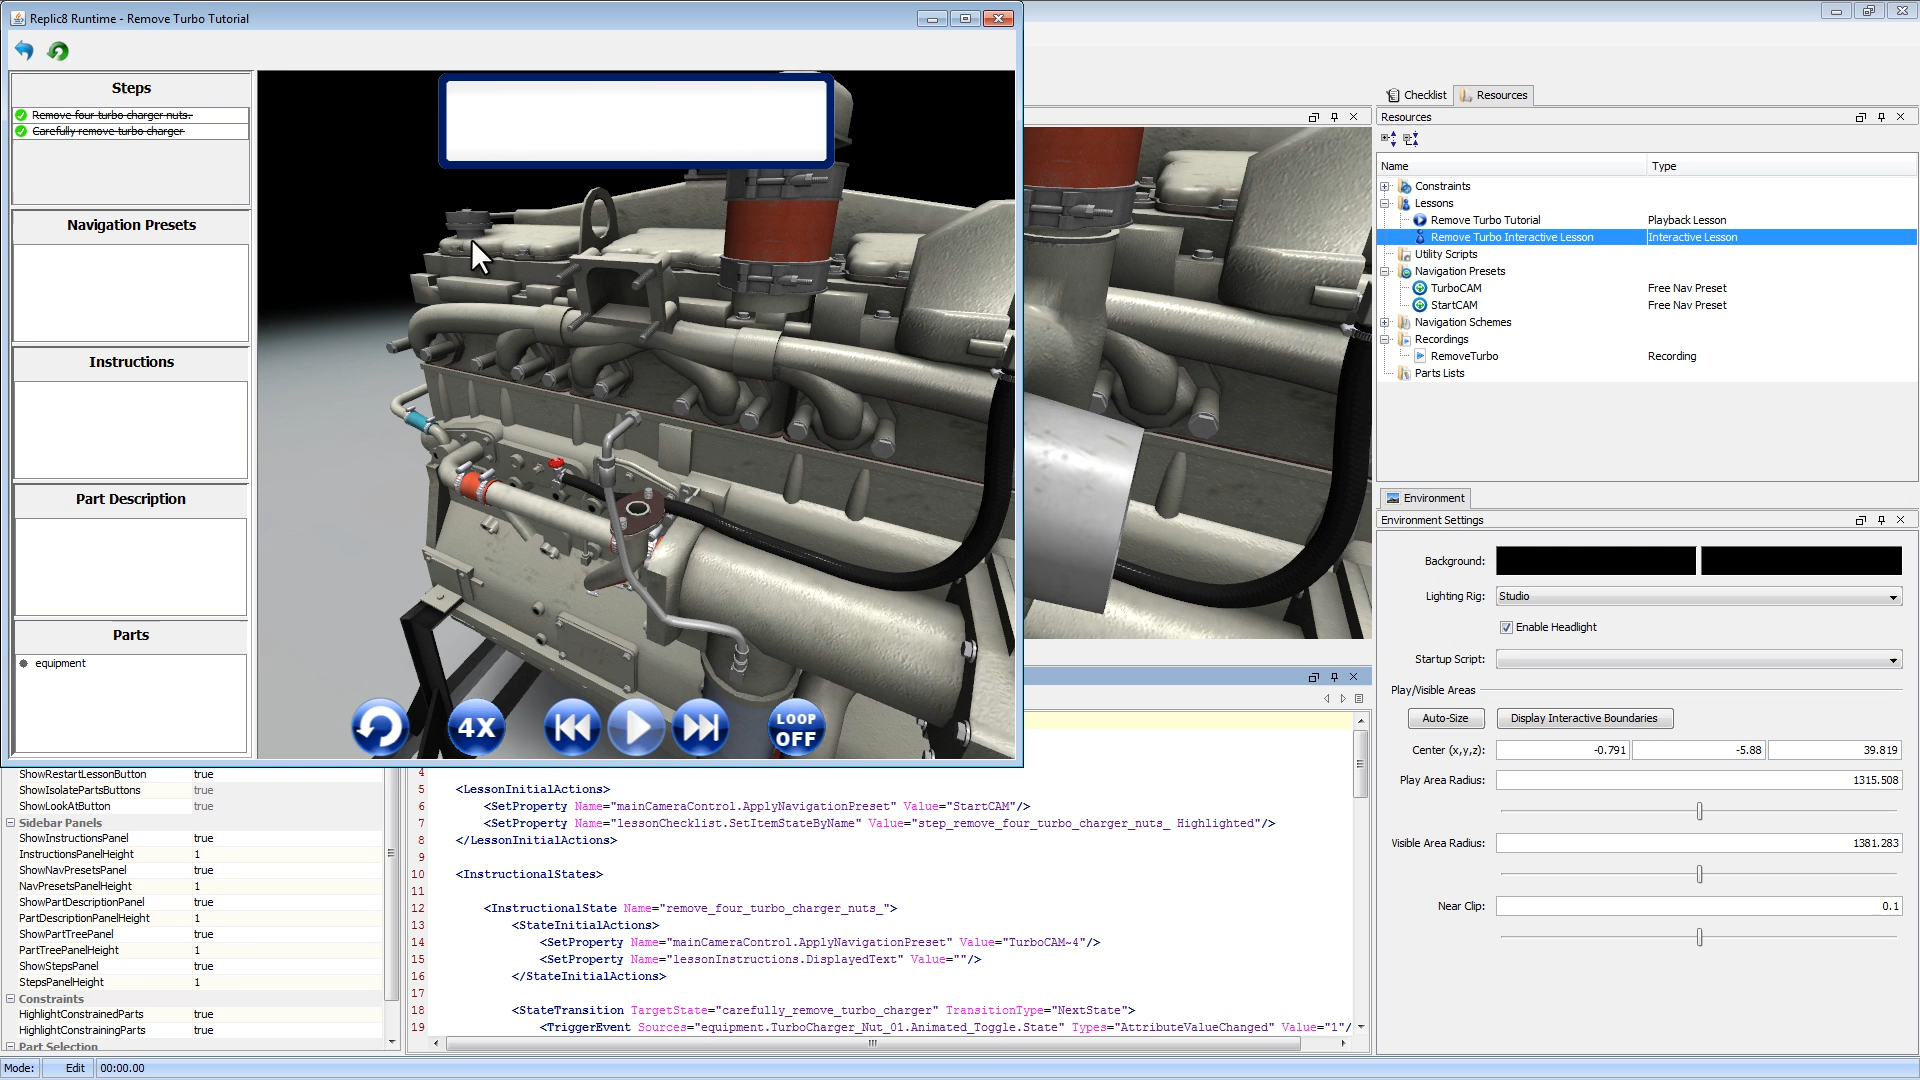 Replic8 Runtime - Remove Turbo Tutorial
Steps
Remove four turbo charger nuts.
Carefully remove turbo charger
Navigation Presets
Instructions
Part Description
Parts
equipment
4X
LOOP
OFF
ShowRestartLessonButton true
ShowIsolatePartsButtons true
ShowLookAtButton true
Sidebar Panels
ShowInstructionsPanel true
InstructionsPanelHeight 1
ShowNavPresetsPanel true
NavPresetsPanelHeight 1
ShowPartDescriptionPanel true
PartDescriptionPanelHeight 1
ShowPartTreePanel true
PartTreePanelHeight 1
ShowStepsPanel true
StepsPanelHeight 1
Constraints
HighlightConstrainedParts true
HighlightConstrainingParts true
Part Selection
4
5 <LessonInitialActions>
6 <SetProperty Name="mainCameraControl.ApplyNavigationPreset" Value="StartCAM"/>
7 <SetProperty Name="lessonChecklist.SetItemStateByName" Value="step_remove_four_turbo_charger_nuts_ Highlighted"/>
8 </LessonInitialActions>
9
10 <InstructionalStates>
11
12 <InstructionalState Name="remove_four_turbo_charger_nuts_">
13 <StateInitialActions>
14 <SetProperty Name="mainCameraControl.ApplyNavigationPreset" Value="TurboCAM~4"/>
15 <SetProperty Name="lessonInstructions.DisplayedText" Value=""/>
16 </StateInitialActions>
17
18 <StateTransition TargetState="carefully_remove_turbo_charger" TransitionType="NextState">
19 <TriggerEvent Sources="equipment.TurboCharger_Nut_01.Animated_Toggle.State" Types="AttributeValueChanged" Value="1"/
Checklist Resources
Resources
Name Type
Constraints
Lessons
Remove Turbo Tutorial Playback Lesson
Remove Turbo Interactive Lesson Interactive Lesson
Utility Scripts
Navigation Presets
TurboCAM Free Nav Preset
StartCAM Free Nav Preset
Navigation Schemes
Recordings
RemoveTurbo Recording
Parts Lists
Environment
Environment Settings
Background:
Lighting Rig: Studio
Enable Headlight
Startup Script:
Play/Visible Areas
Auto-Size Display Interactive Boundaries
Center (x,y,z): -0.791 -5.88 39.819
Play Area Radius: 1315.508
Visible Area Radius: 1381.283
Near Clip: 0.1
Mode: Edit 00:00.00